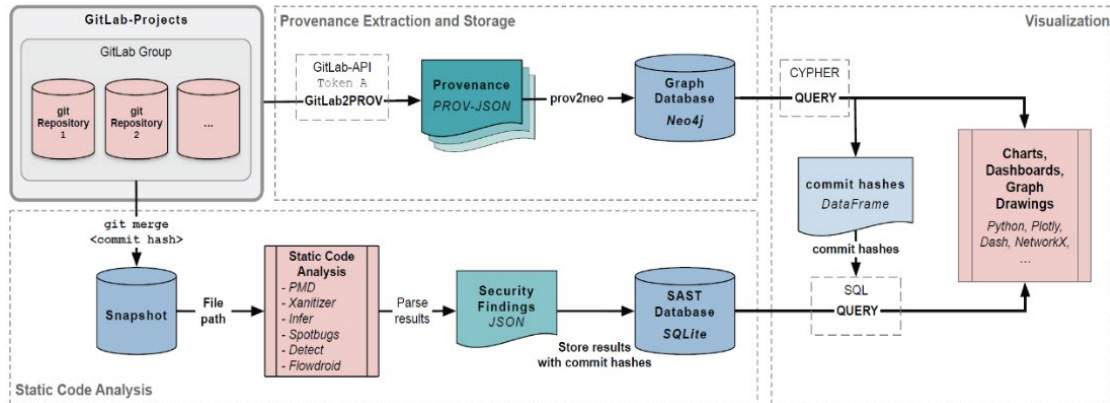 GitLab-Projects
GitLab Group
git
Repository
1
git
Repository
2
...
Provenance Extraction and Storage
GitLab-API
Token A
GitLab2PROV
Provenance
PROV-JSON
prov2neo
Graph
Database
Neo4j
Visualization
CYPHER
QUERY
commit hashes
DataFrame
commit hashes
SQL
QUERY
Charts,
Dashboards,
Graph
Drawings
Python, Plotly,
Dash, NetworkX,
...
git merge
<commit hash>
Snapshot
File
path
Static Code
Analysis
- PMD
- Xanitizer
- Infer
- Spotbugs
- Detect
- Flowdroid
Parse
results
Security
Findings
JSON
Store results
with commit hashes
SAST
Database
SQLite
Static Code Analysis